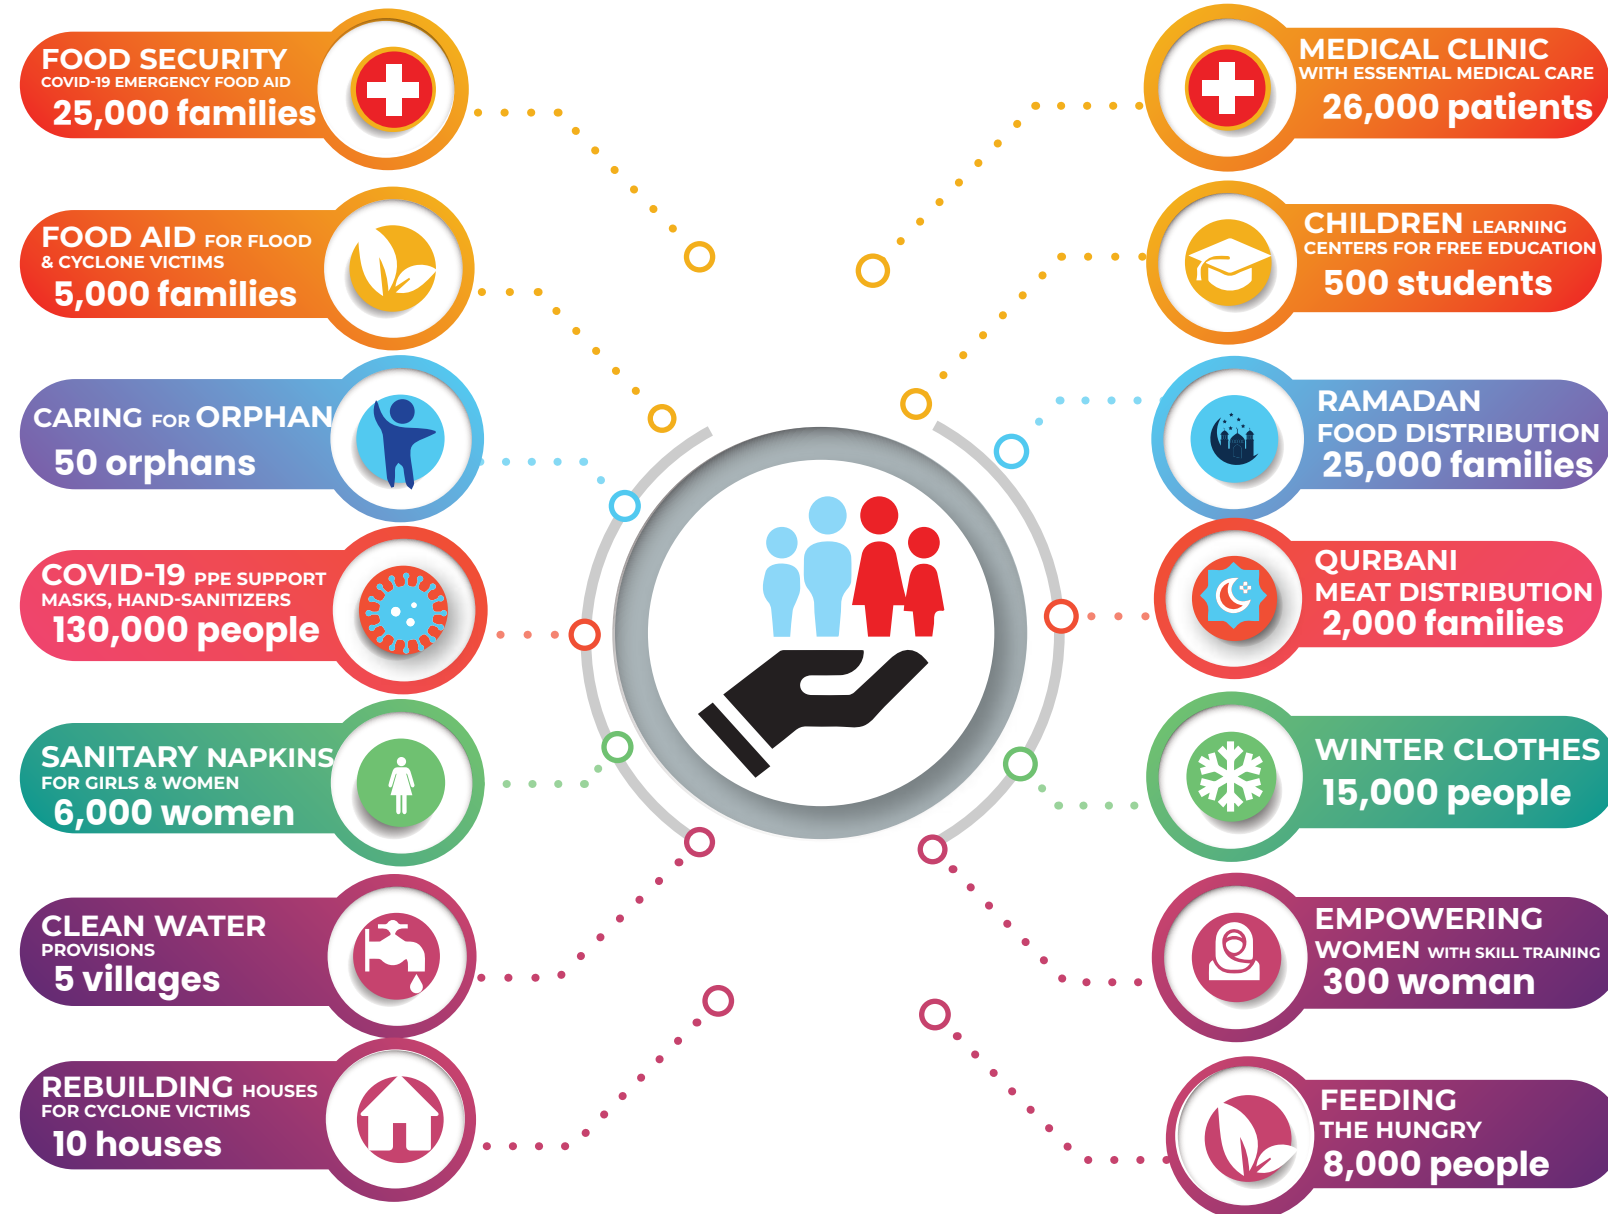 FOOD SECURITY
COVID-19 EMERGENCY FOOD AID
25,000 families
FOOD AID FOR FLOOD
& CYCLONE VICTIMS
5,000 families
CARING FOR ORPHAN
50 orphans
COVID-19 PPE SUPPORT
MASKS, HAND-SANITIZERS
130,000 people
SANITARY NAPKINS
FOR GIRLS & WOMEN
6,000 women
CLEAN WATER
PROVISIONS
5 villages
REBUILDING HOUSES
FOR CYCLONE VICTIMS
10 houses
MEDICAL CLINIC
WITH ESSENTIAL MEDICAL CARE
26,000 patients
CHILDREN LEARNING
CENTERS FOR FREE EDUCATION
500 students
RAMADAN
FOOD DISTRIBUTION
25,000 families
QURBANI
MEAT DISTRIBUTION
2,000 families
WINTER CLOTHES
15,000 people
EMPOWERING
WOMEN WITH SKILL TRAINING
300 woman
FEEDING
THE HUNGRY
8,000 people